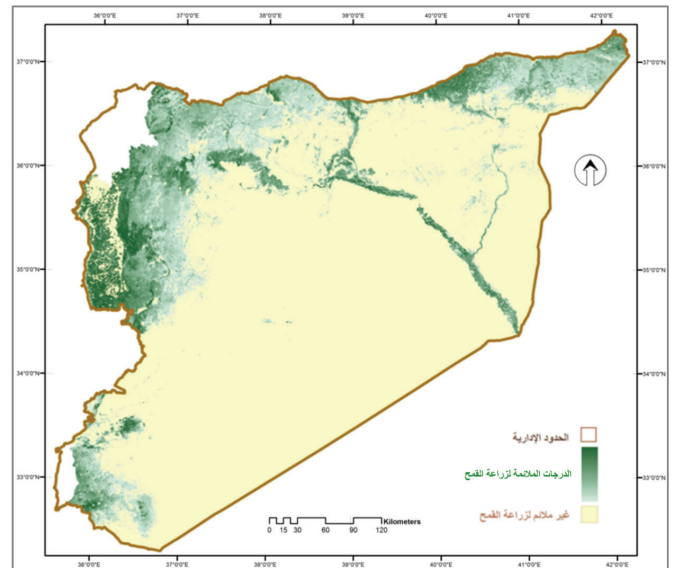 36°0'0"E 37°0'0"E 38°0'0"E 39°0'0"E 40°0'0"E 41°0'0"E 42°0'0"E
37°0'0"N 37°0'0"N
36°0'0"N 36°0'0"N
35°0'0"N 35°0'0"N
34°0'0"N 34°0'0"N
الحدود الإدارية
الدرجات الملائمة لزراعة القمح
33°0'0"N 33°0'0"N
غير ملائم لزراعة القمح
Kilometers
0 15 30 60 90 120
36°0'0"E 37°0'0"E 38°0'0"E 39°0'0"E 40°0'0"E 41°0'0"E 42°0'0"E